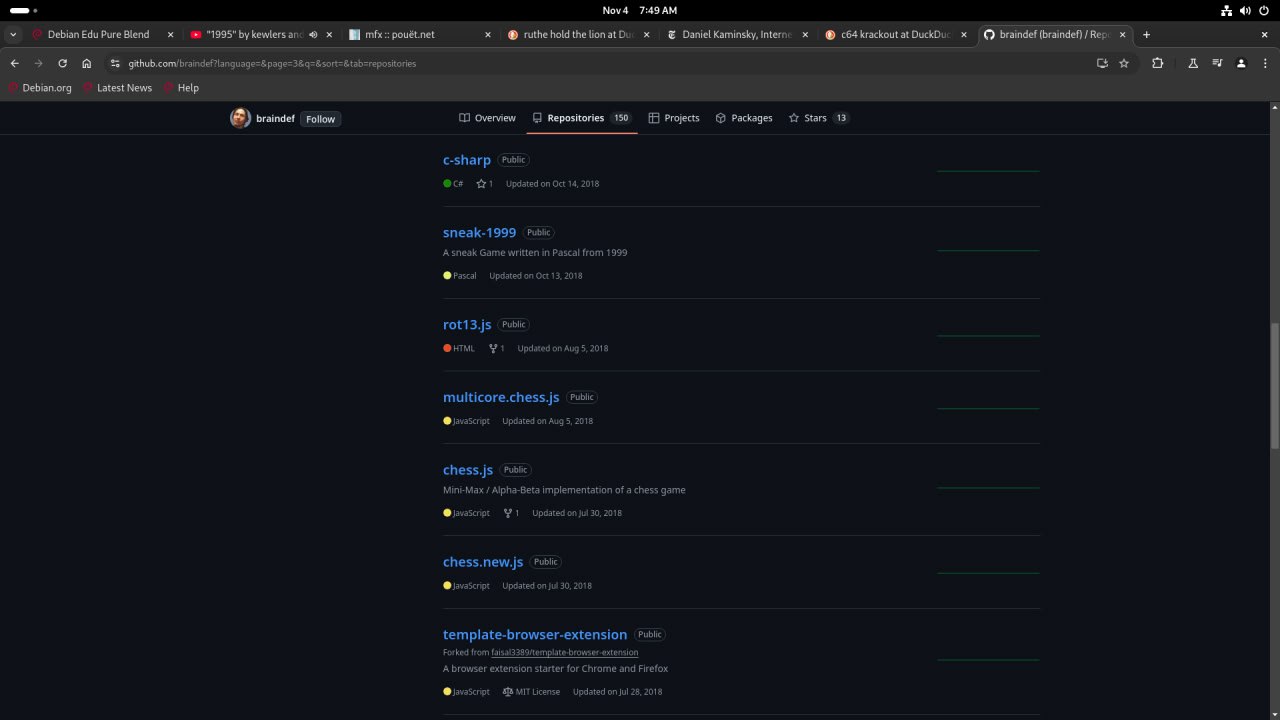 Nov 4 7:49 AM
Debian Edu Pure Blend
"1995" by kewlers and
mfx :: pouët.net
ruthe hold the lion at Duc
Daniel Kaminsky, Interne
c64 krackout at DuckDuc
braindef (braindef) / Repo
github.com/braindef?language=&page=3&q=&sort=&tab=repositories
Debian.org Latest News Help
braindef Follow Overview Repositories 150 Projects Packages Stars 13
c-sharp Public
C# 1 Updated on Oct 14, 2018
sneak-1999 Public
A sneak Game written in Pascal from 1999
Pascal Updated on Oct 13, 2018
rot13.js Public
HTML 1 Updated on Aug 5, 2018
multicore.chess.js Public
JavaScript Updated on Aug 5, 2018
chess.js Public
Mini-Max / Alpha-Beta implementation of a chess game
JavaScript 1 Updated on Jul 30, 2018
chess.new.js Public
JavaScript Updated on Jul 30, 2018
template-browser-extension Public
Forked from faisal3389/template-browser-extension
A browser extension starter for Chrome and Firefox
JavaScript MIT License Updated on Jul 28, 2018